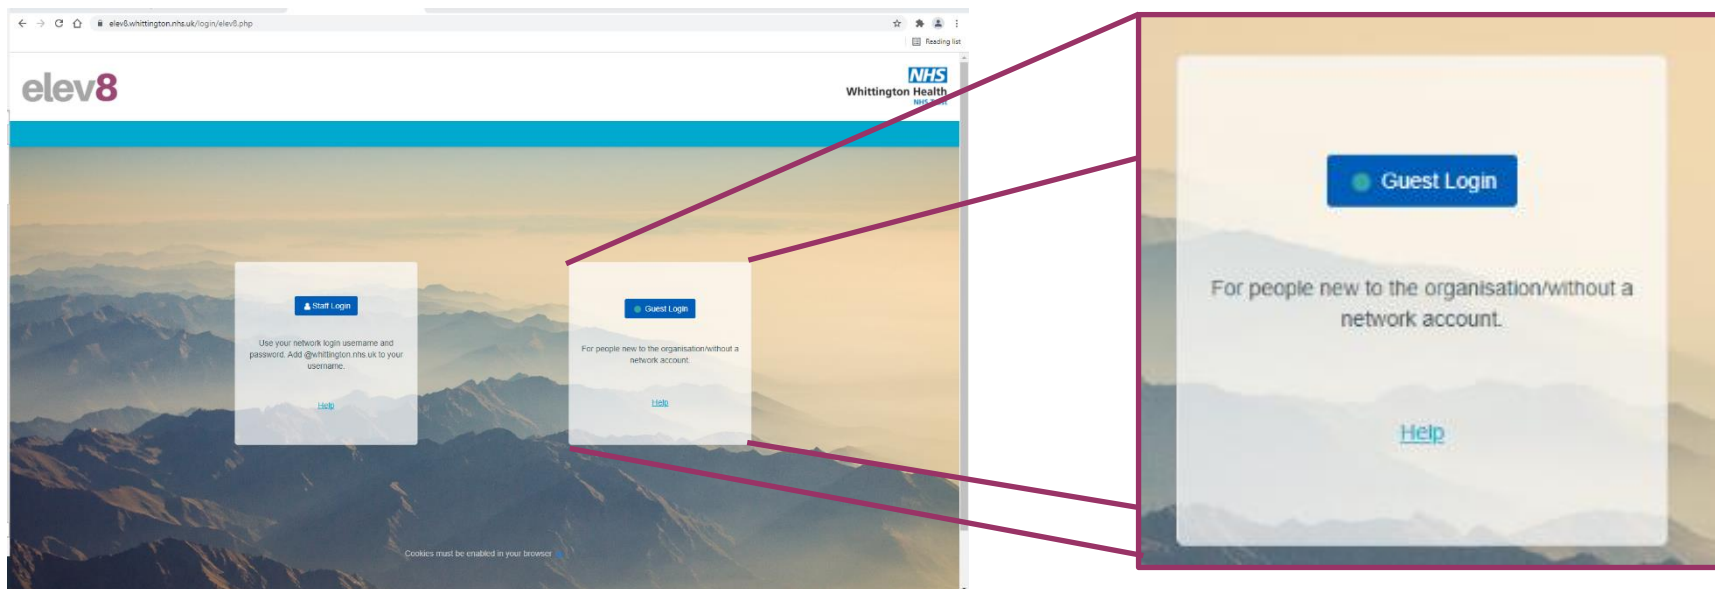 elev8.whittington.nhs.uk/login/elev8.php
Reading list
elev8
NHS
Whittington Health
NHS Trust
Staff Login
Use your network login username and
password. Add @whittington.nhs.uk to your
username.
Help
Guest Login
For people new to the organisation/without a
network account.
Help
Cookies must be enabled in your browser
Guest Login
For people new to the organisation/without a
network account.
Help